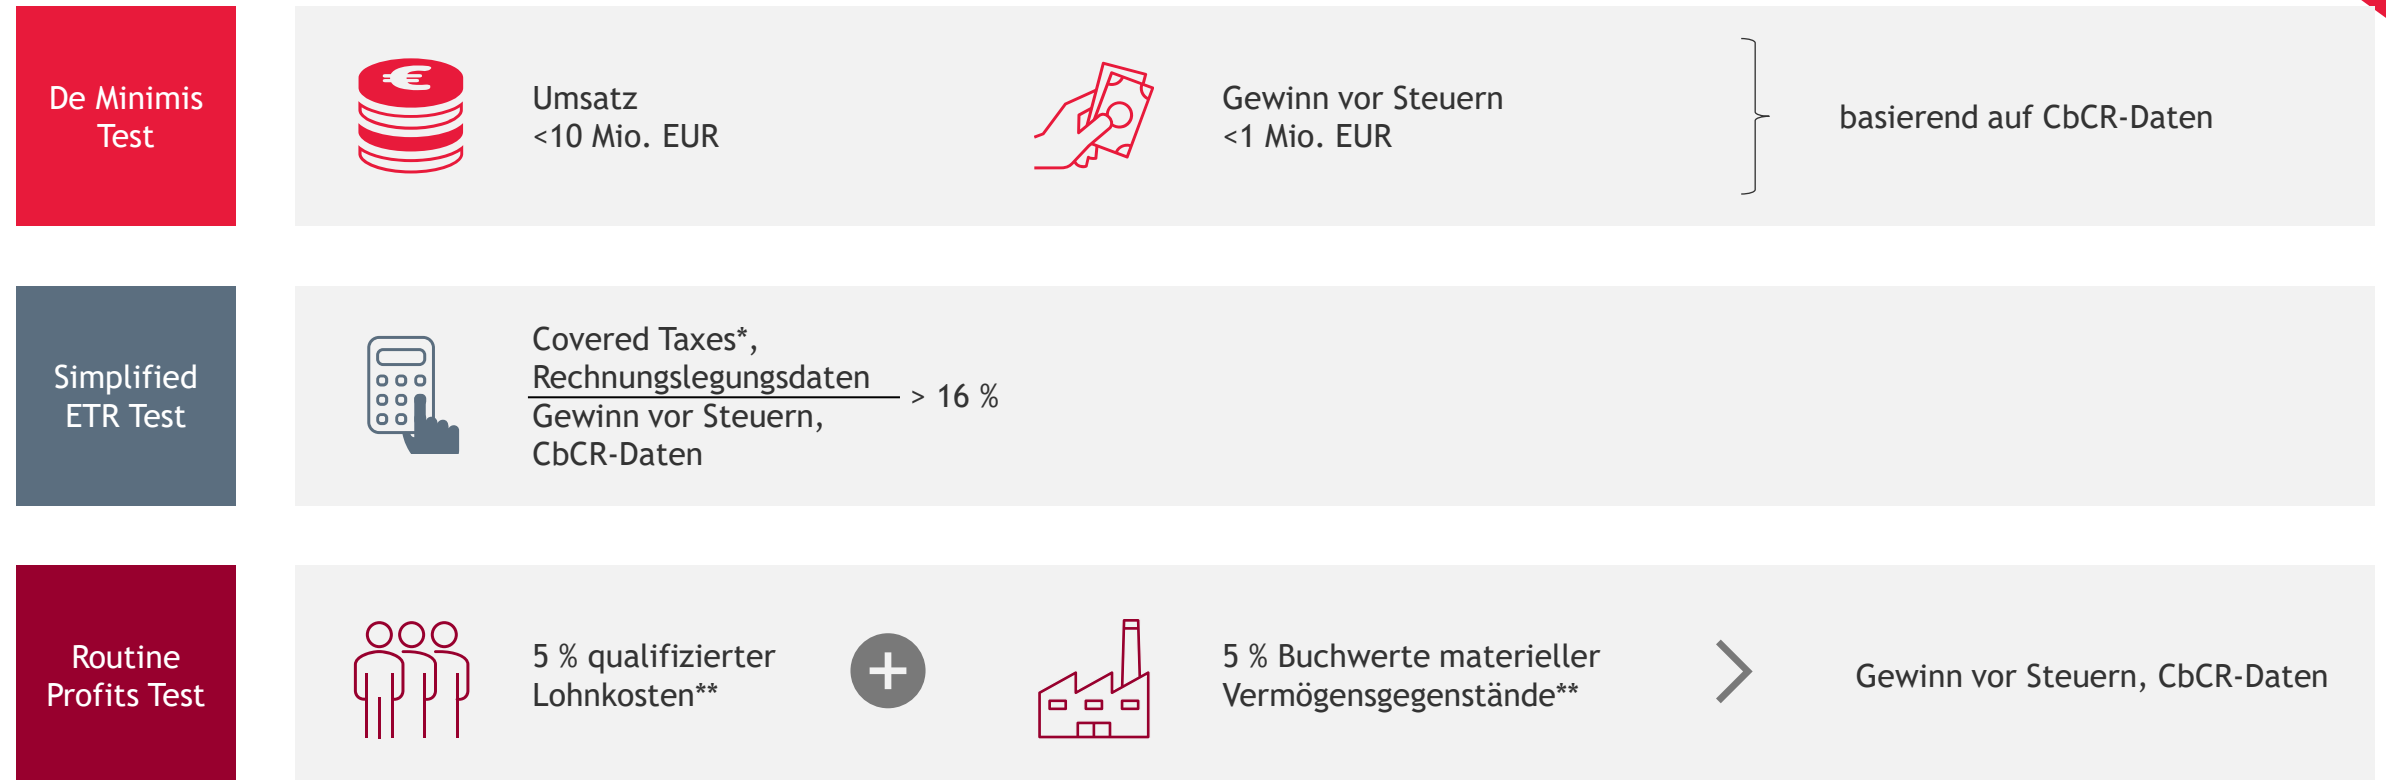 De Minimis
Test
€
Umsatz
<10 Mio. EUR
Gewinn vor Steuern
<1 Mio. EUR
basierend auf CbCR-Daten
Simplified
ETR Test
Covered Taxes*,
Rechnungslegungsdaten
Gewinn vor Steuern,
CbCR-Daten
> 16 %
Routine
Profits Test
5 % qualifizierter
Lohnkosten**
+
5 % Buchwerte materieller
Vermögensgegenstände**
>
Gewinn vor Steuern, CbCR-Daten